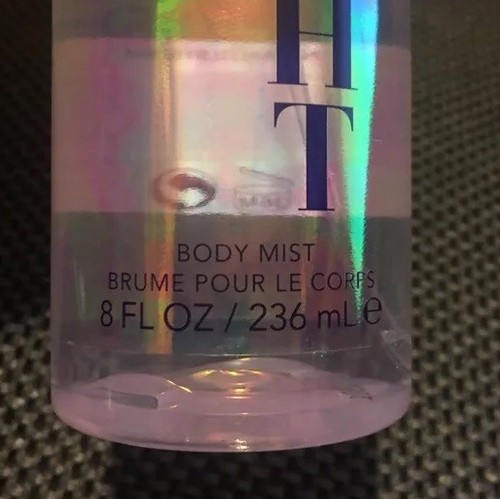 H
T
BODY MIST
BRUME POUR LE CORPS
8 FL OZ / 236 mL e